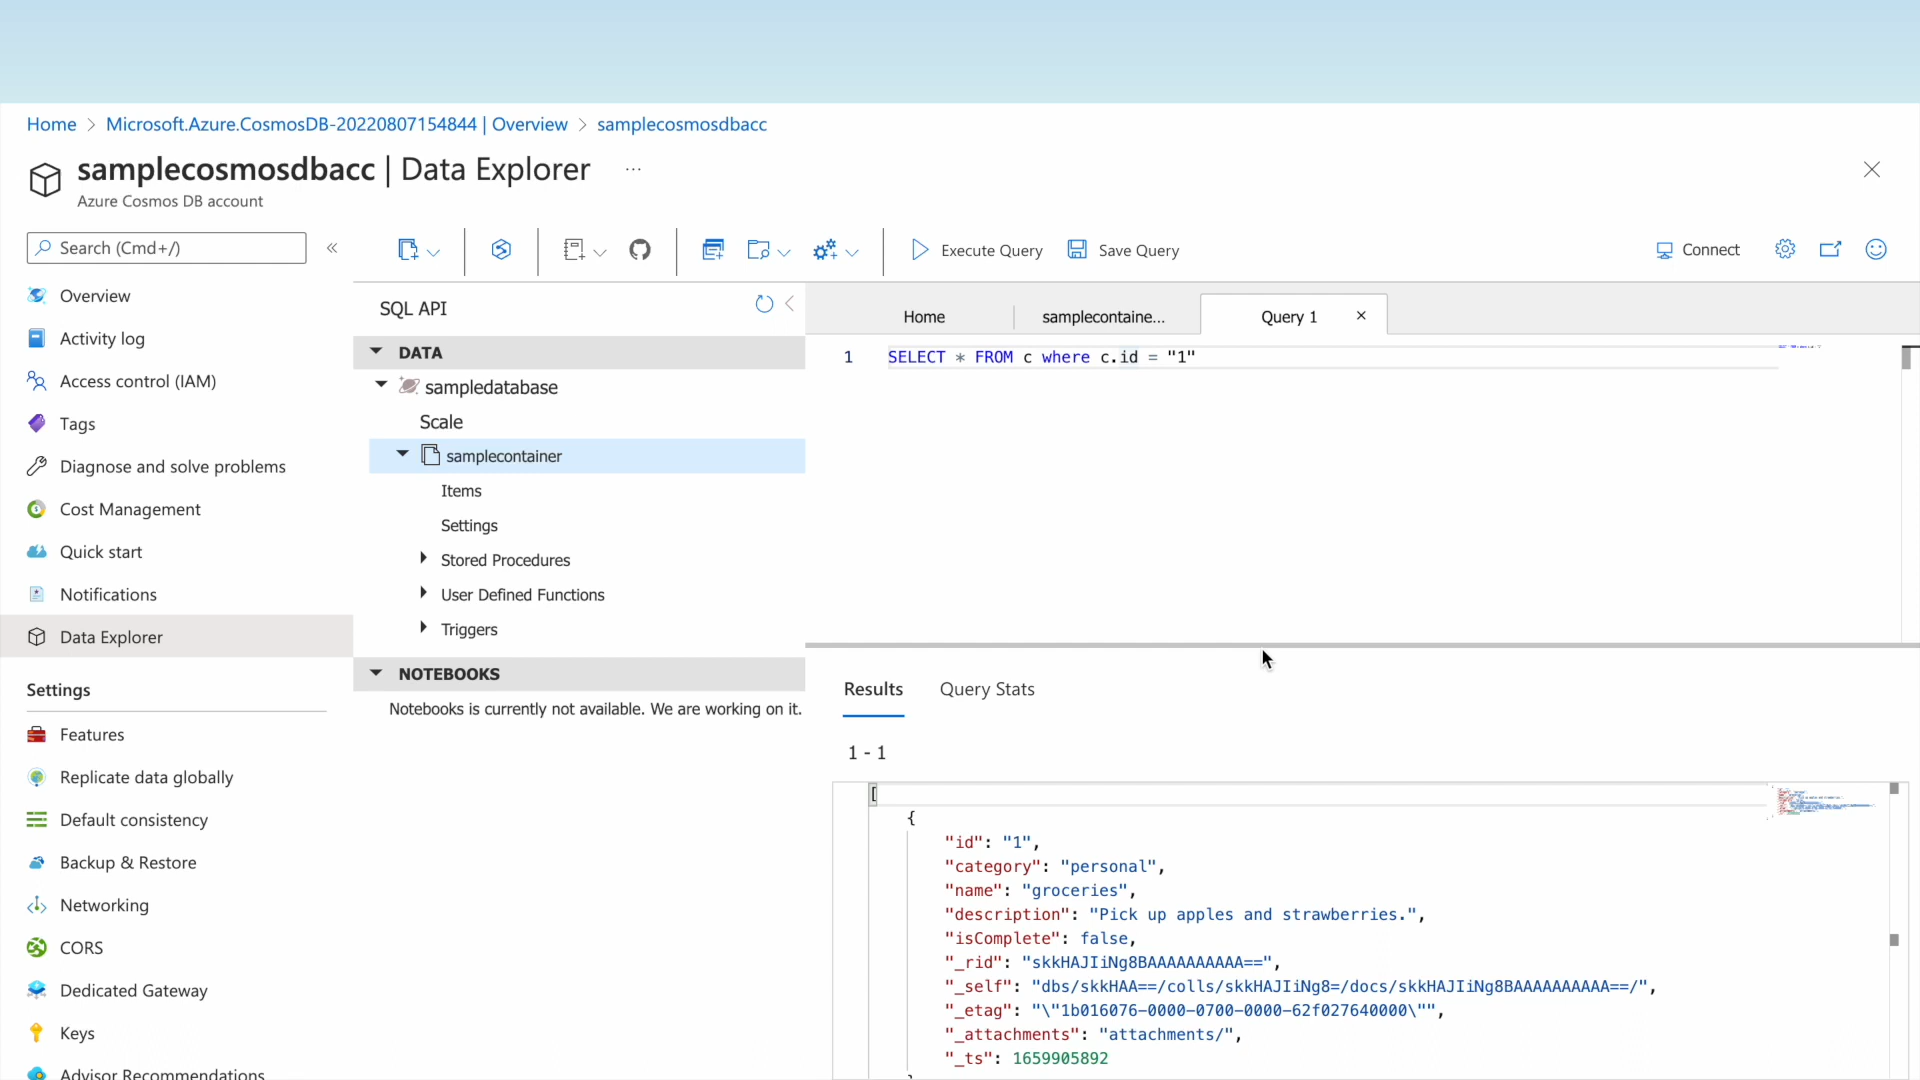 Home > Microsoft.Azure.CosmosDB-20220807154844 | Overview > samplecosmosdbacc
samplecosmosdbacc | Data Explorer ...
Azure Cosmos DB account
Search (Cmd+/)
Execute Query
Save Query
Connect
Overview
Activity log
Access control (IAM)
Tags
Diagnose and solve problems
Cost Management
Quick start
Notifications
Data Explorer
Settings
Features
Replicate data globally
Default consistency
Backup & Restore
Networking
CORS
Dedicated Gateway
Keys
Advisor Recommendations
SQL API
DATA
sampledatabase
Scale
samplecontainer
Items
Settings
Stored Procedures
User Defined Functions
Triggers
NOTEBOOKS
Notebooks is currently not available. We are working on it.
Home
samplecontaine...
Query 1
1 SELECT * FROM c where c.id = "1"
Results
Query Stats
1 - 1
[
{
"id": "1",
"category": "personal",
"name": "groceries",
"description": "Pick up apples and strawberries.",
"isComplete": false,
"_rid": "skkHAJIiNg8BAAAAAAAAAA==",
"_self": "dbs/skkHAA==/colls/skkHAJIiNg8=/docs/skkHAJIiNg8BAAAAAAAAAA==/",
"_etag": "\"1b016076-0000-0700-0000-62f027640000\"",
"_attachments": "attachments/",
"_ts": 1659905892